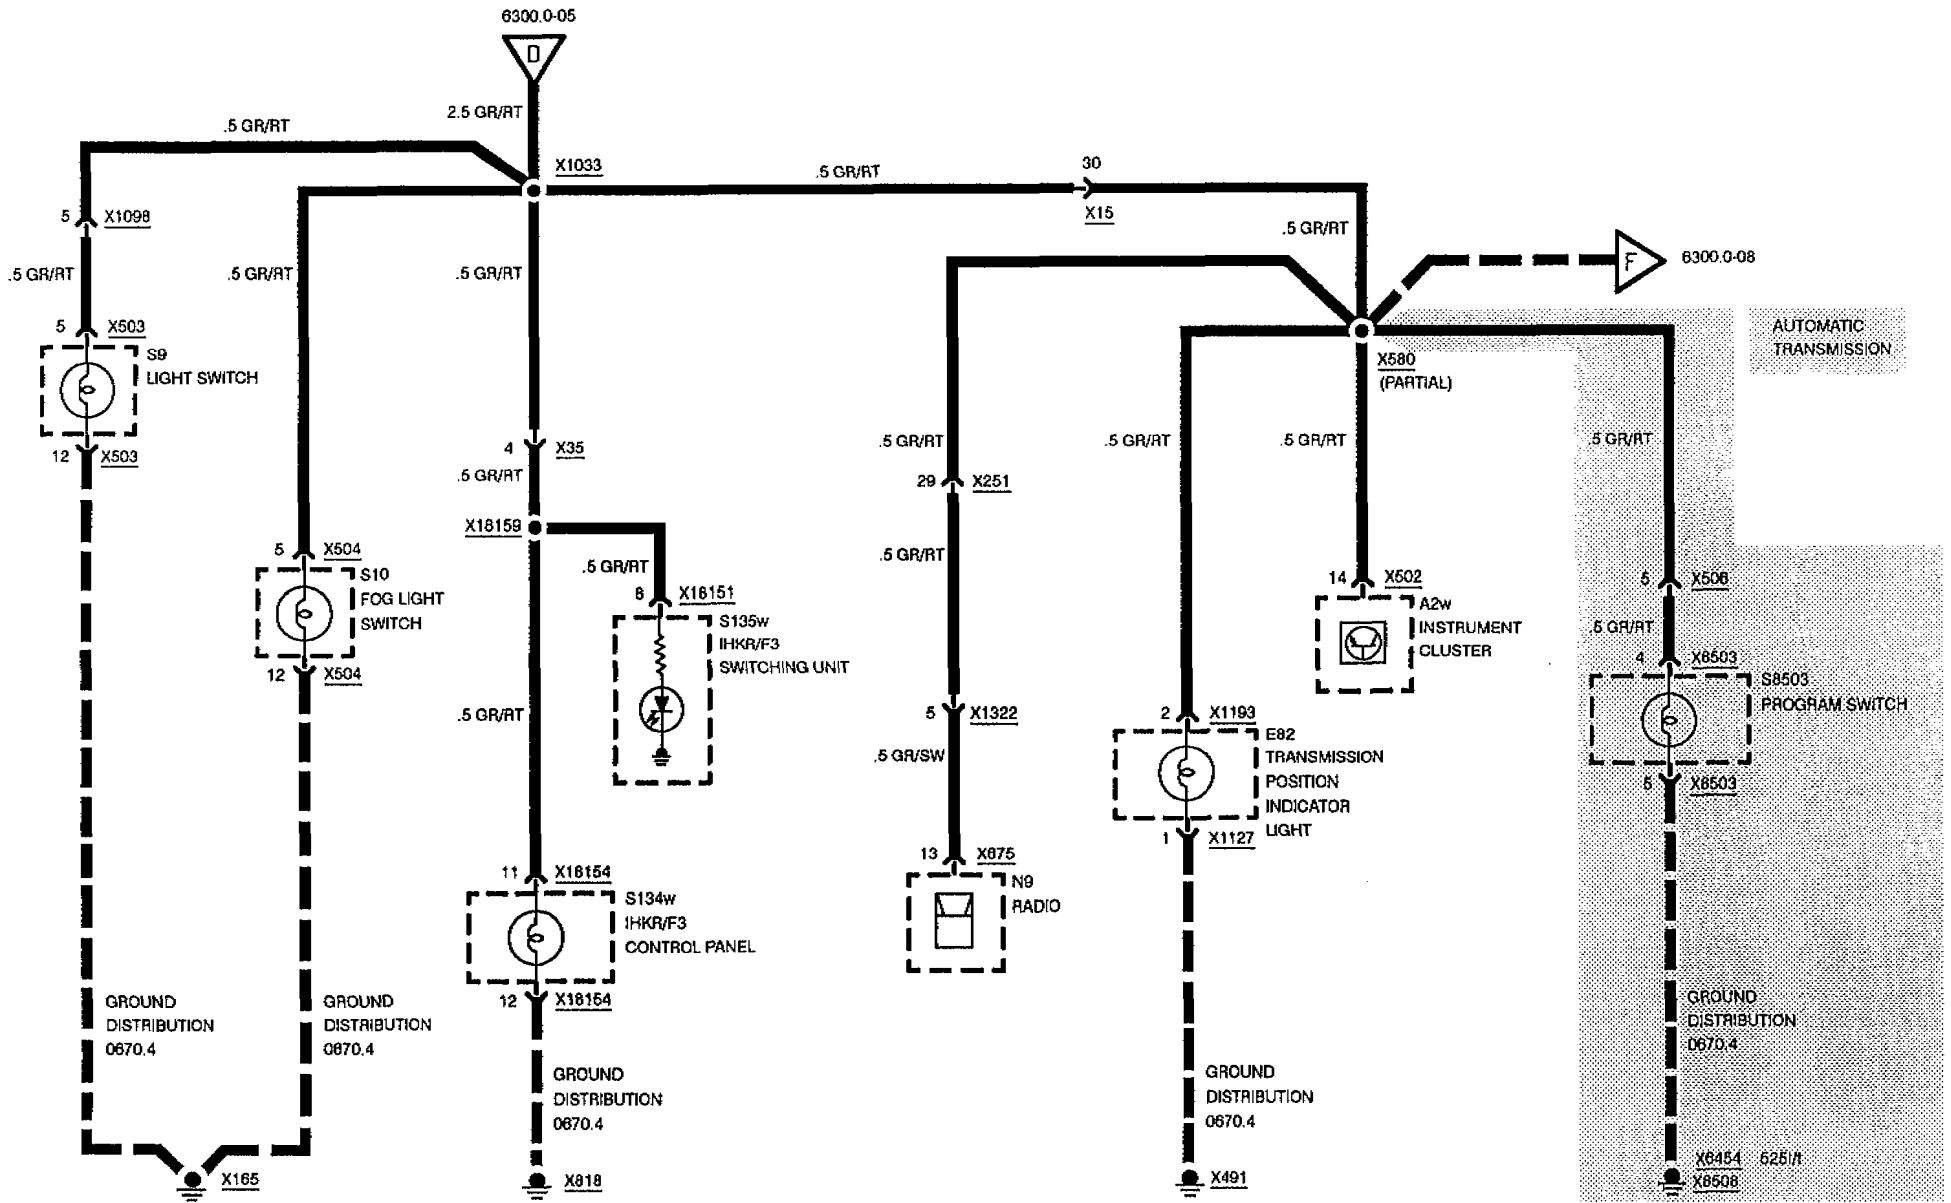 6300.0-05
D
2.5 GR/RT
.5 GR/RT
X1033
.5 GR/RT
30
X15
5 X1098
.5 GR/RT
.5 GR/RT
.5 GR/RT
.5 GR/RT
F
6300.0-08
AUTOMATIC
TRANSMISSION
5 X503
S9
LIGHT SWITCH
12 X503
X580
(PARTIAL)
4 X35
.5 GR/RT
.5 GR/RT
.5 GR/RT
.5 GR/RT
.5 GR/RT
29 X251
X18159
.5 GR/RT
.5 GR/RT
5 X504
S10
FOG LIGHT
SWITCH
12 X504
8 X18151
S135w
IHKR/F3
SWITCHING UNIT
14 X502
A2w
INSTRUMENT
CLUSTER
5 X506
.5 GR/RT
4 X8503
S8503
PROGRAM SWITCH
5 X8503
.5 GR/RT
5 X1322
.5 GR/SW
2 X1193
E82
TRANSMISSION
POSITION
INDICATOR
LIGHT
1 X1127
13 X675
N9
RADIO
11 X18154
S134w
IHKR/F3
CONTROL PANEL
12 X18154
GROUND
DISTRIBUTION
0670.4
GROUND
DISTRIBUTION
0670.4
GROUND
DISTRIBUTION
0670.4
GROUND
DISTRIBUTION
0670.4
GROUND
DISTRIBUTION
0670.4
X165
X818
X491
X8454
X8508